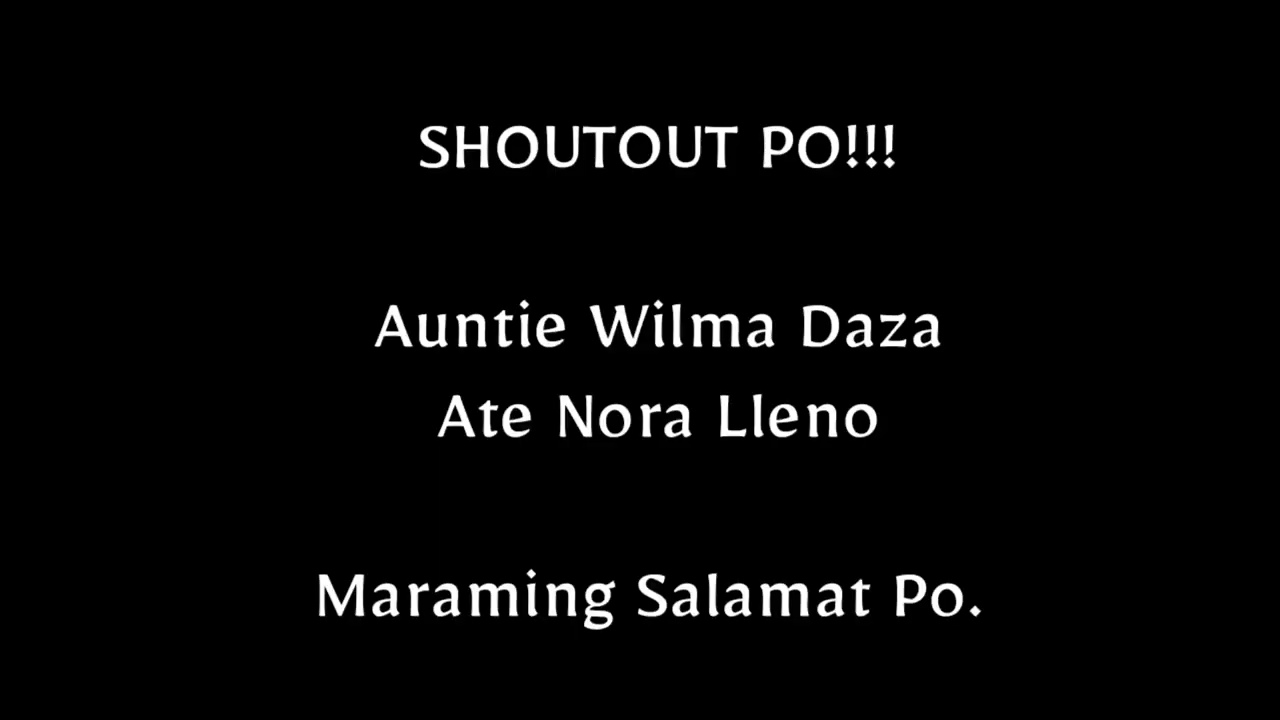 SHOUTOUT PO!!!
Auntie Wilma Daza
Ate Nora Lleno
Maraming Salamat Po.